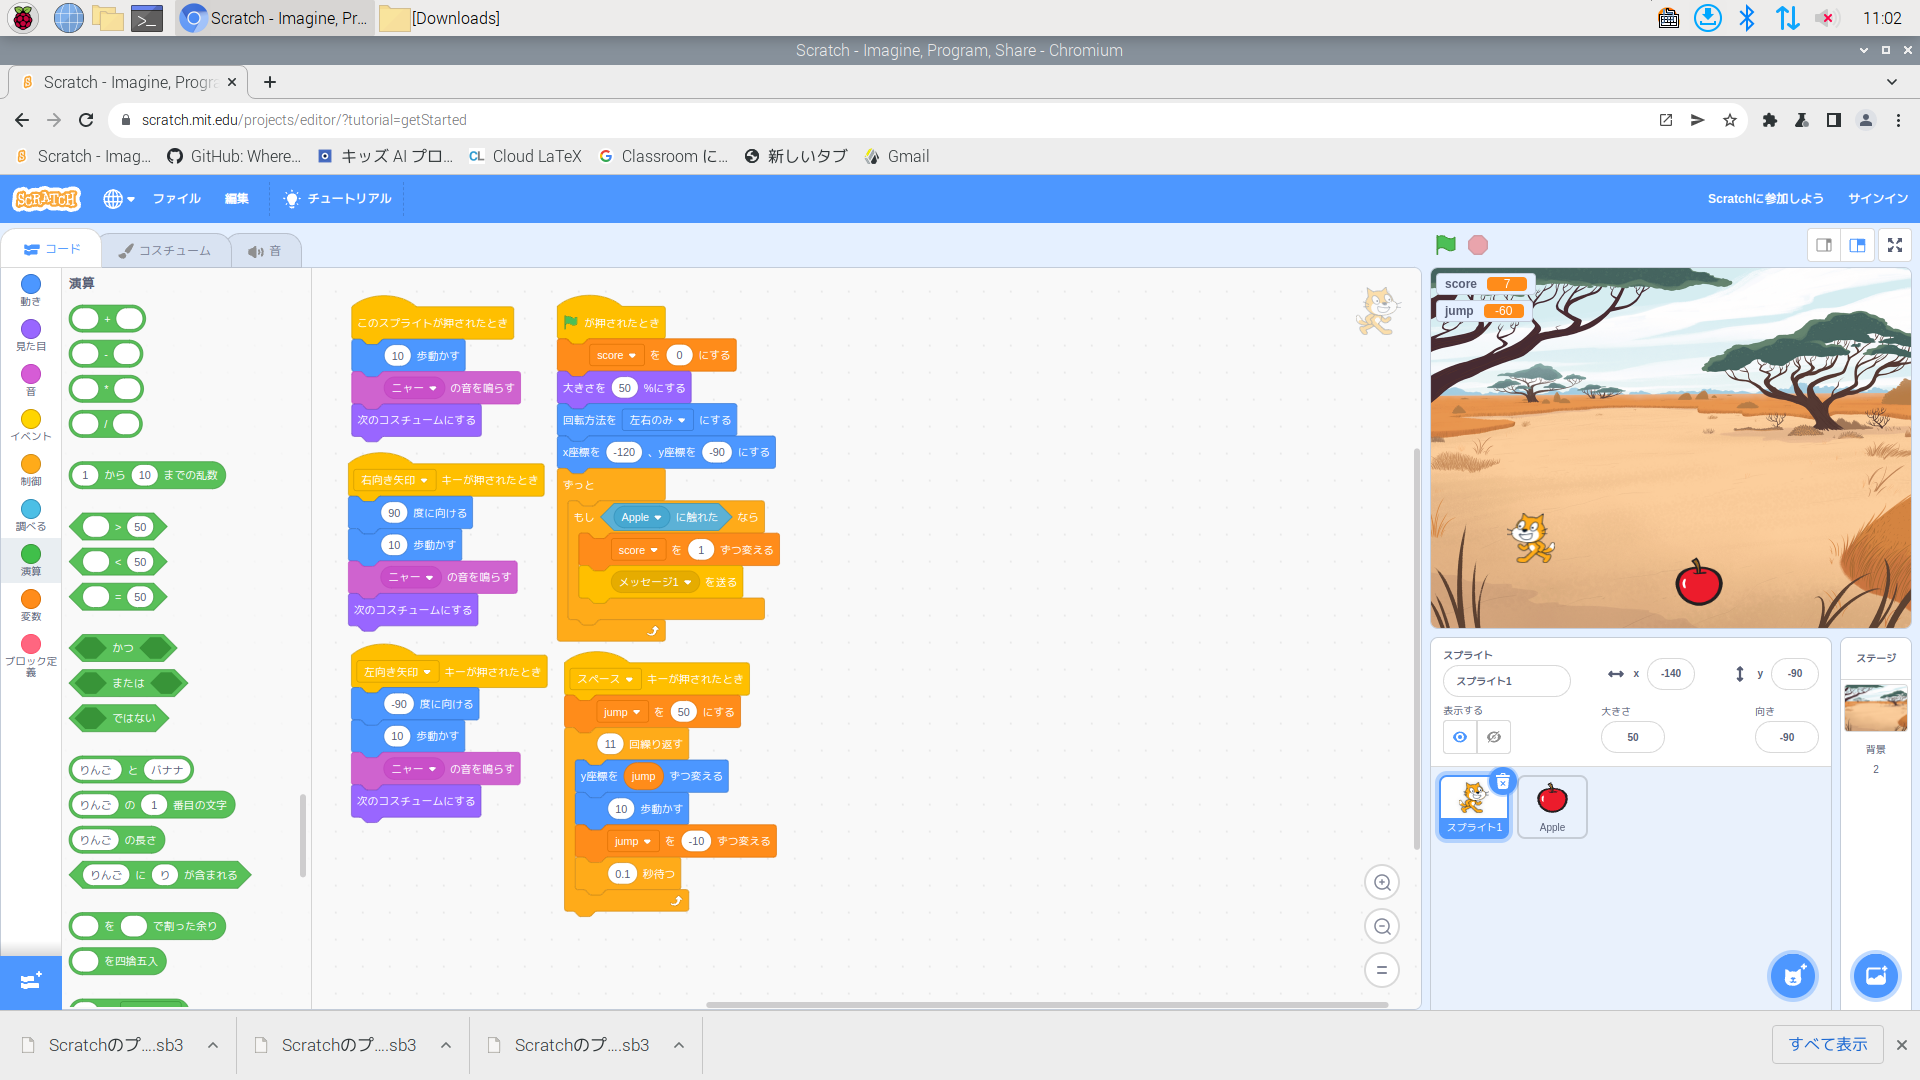 Scratch - Imagine, Pr...
[Downloads]
11:02
Scratch - Imagine, Program, Share - Chromium
Scratch - Imagine, Progra
scratch.mit.edu/projects/editor/?tutorial=getStarted
Scratch - Imag...
GitHub: Where...
キッズ AI プロ...
CL Cloud LaTeX
Classroom に...
新しいタブ
Gmail
SCRATCH
ファイル
編集
チュートリアル
Scratchに参加しよう
サインイン
コード
コスチューム
音
動き
見た目
音
イベント
制御
調べる
演算
変数
ブロック定義
演算
+
-
*
/
1 から 10 までの乱数
> 50
< 50
= 50
かつ
または
ではない
りんご と バナナ
りんご の 1 番目の文字
りんご の長さ
りんご に り が含まれる
を で割った余り
を四捨五入
このスプライトが押されたとき
10 歩動かす
ニャー の音を鳴らす
次のコスチュームにする
右向き矢印 キーが押されたとき
90 度に向ける
10 歩動かす
ニャー の音を鳴らす
次のコスチュームにする
左向き矢印 キーが押されたとき
-90 度に向ける
10 歩動かす
ニャー の音を鳴らす
次のコスチュームにする
が押されたとき
score を 0 にする
大きさを 50 %にする
回転方法を 左右のみ にする
x座標を -120 、y座標を -90 にする
ずっと
もし Apple に触れた なら
score を 1 ずつ変える
メッセージ1 を送る
スペース キーが押されたとき
jump を 50 にする
11 回繰り返す
y座標を jump ずつ変える
10 歩動かす
jump を -10 ずつ変える
0.1 秒待つ
score 7
jump -60
スプライト
スプライト1
x -140
y -90
表示する
大きさ
50
向き
-90
スプライト1
Apple
ステージ
背景
2
Scratchのプ....sb3
Scratchのプ....sb3
Scratchのプ....sb3
すべて表示